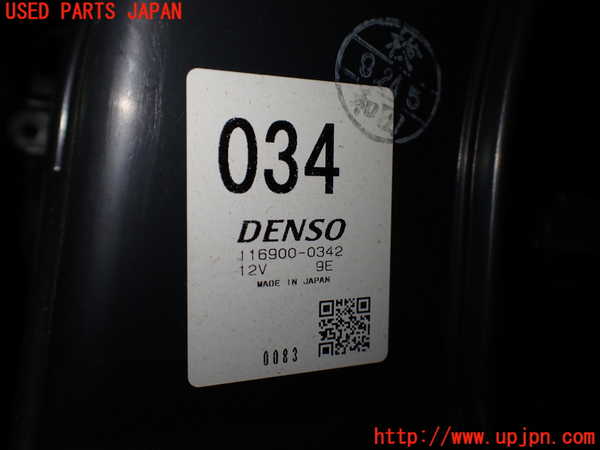 USED PARTS JAPAN
034
DENSO
116900-0342
12V 9E
MADE IN JAPAN
0083
http://www.upjpn.com/